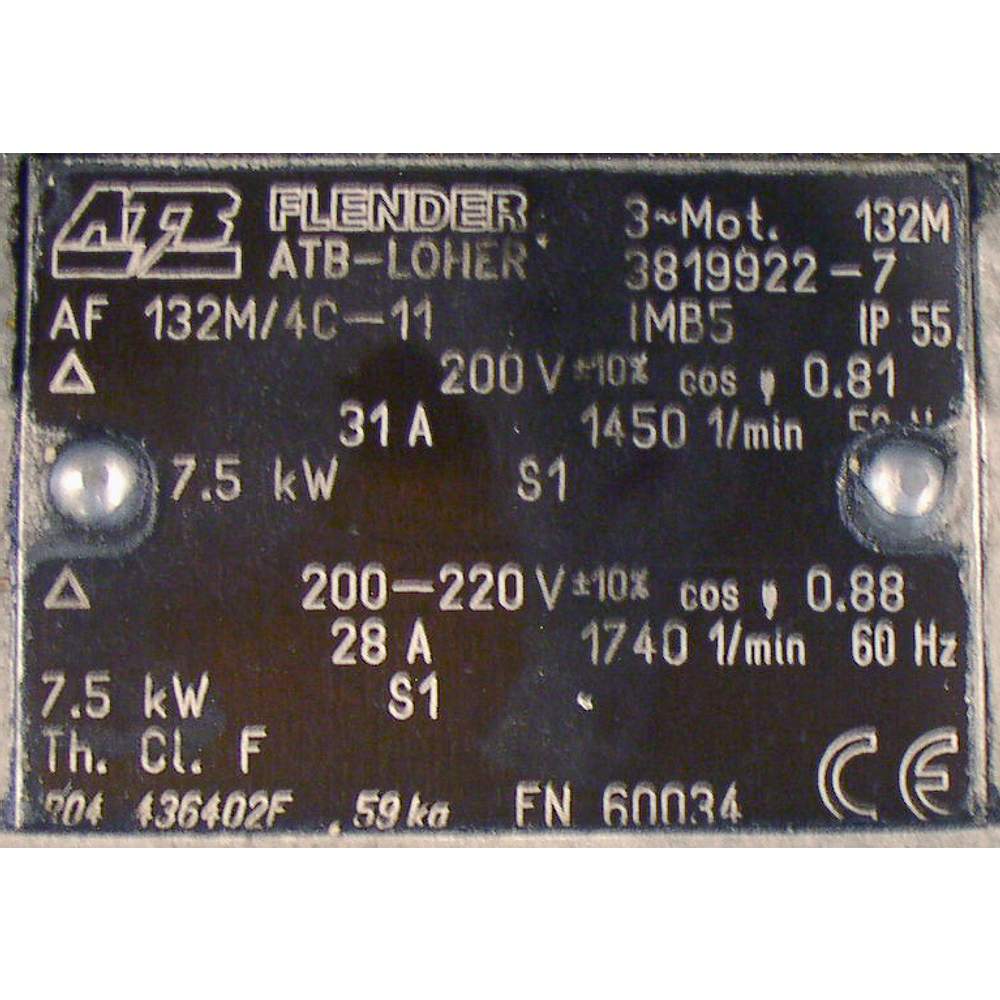 ATB FLENDER 3~Mot. 132M
ATB-LOHER 3819922-7
AF 132M/4C-11 IMB5 IP 55
△ 200 V ±10% cos φ 0.81
31 A 1450 1/min
7.5 kW S1
△ 200-220 V ±10% cos φ 0.88
28 A 1740 1/min 60 Hz
7.5 kW S1
Th. Cl. F
436402F 59 kg EN 60034 CE